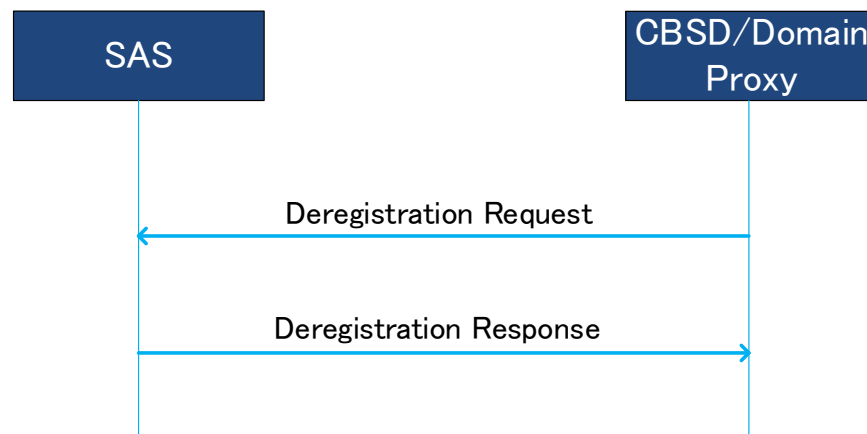 SAS
CBSD/Domain
Proxy
Deregistration Request
Deregistration Response